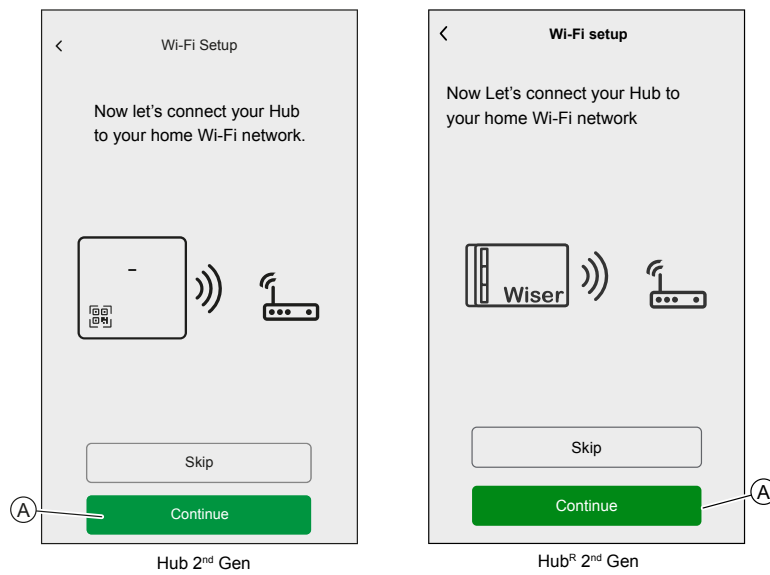 Wi-Fi Setup
Now let's connect your Hub
to your home Wi-Fi network.
Skip
Continue
A
Hub 2nd Gen
Wi-Fi setup
Now Let's connect your Hub to
your home Wi-Fi network
Wiser
Skip
Continue
A
HubR 2nd Gen